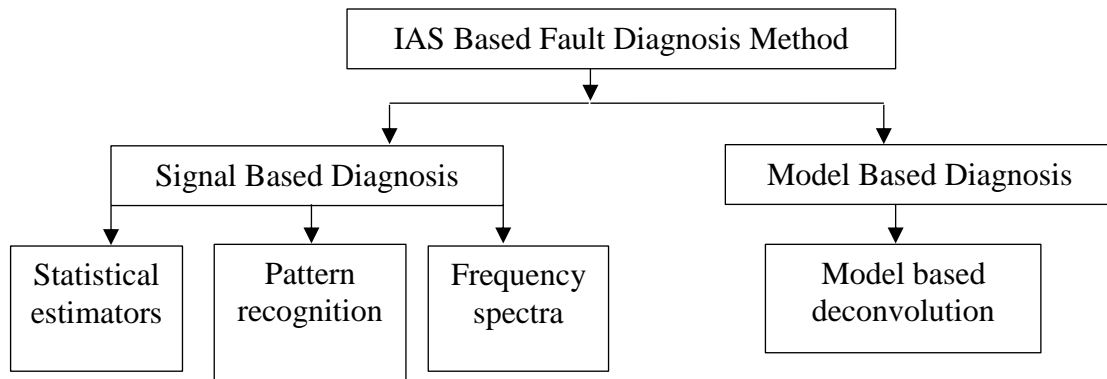 IAS Based Fault Diagnosis Method
Signal Based Diagnosis
Model Based Diagnosis
Statistical
estimators
Pattern
recognition
Frequency
spectra
Model based
deconvolution